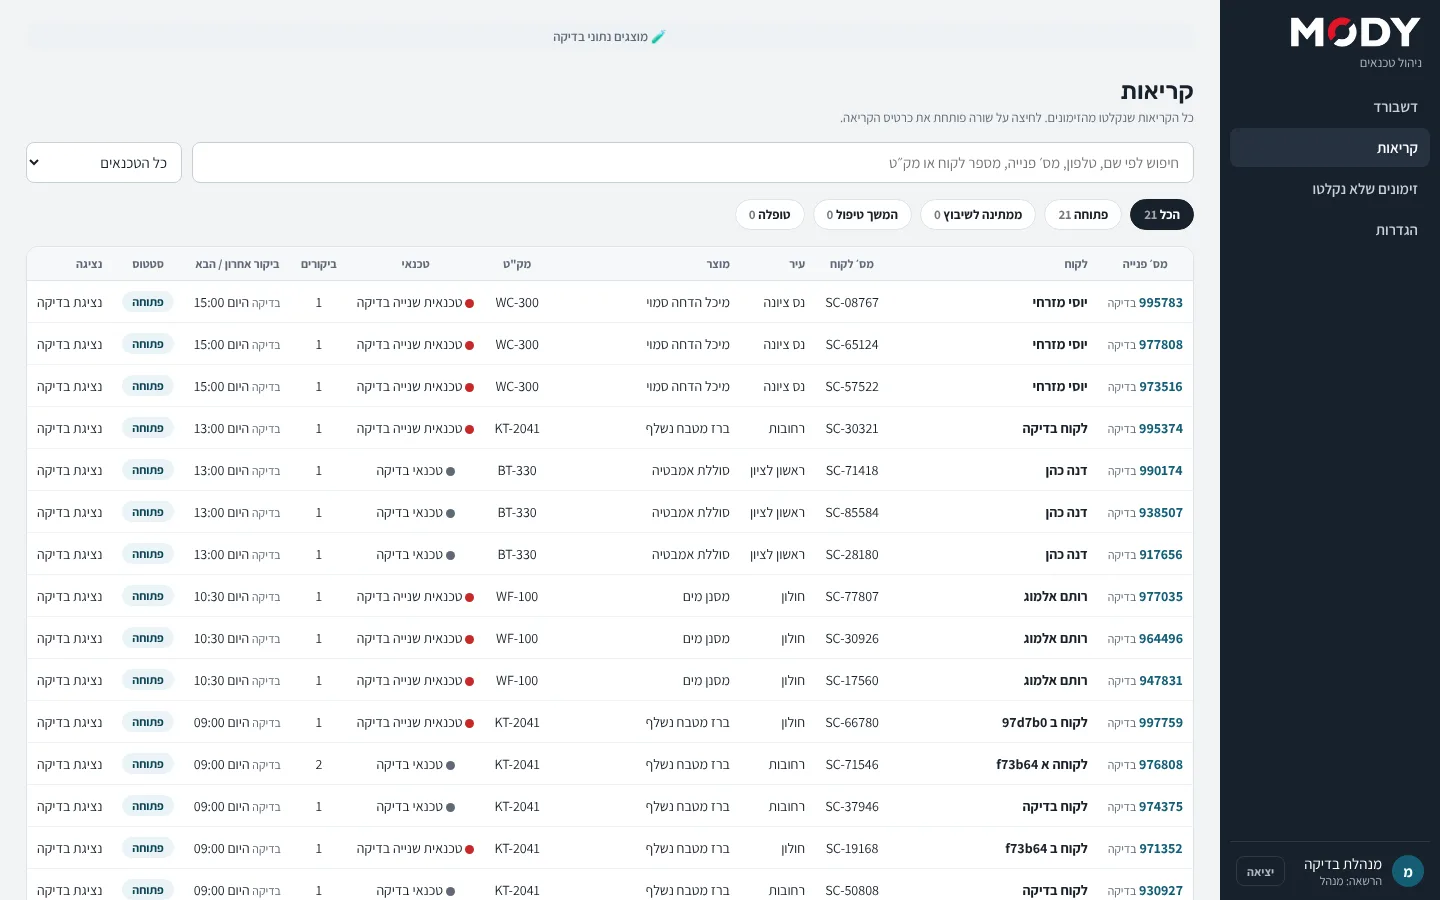 MODY
ניהול טכנאים
דשבורד
קריאות
זימונים שלא נקלטו
הגדרות
מ
מנהלת בדיקה
הרשאה: מנהל
יציאה
🧪 מוצגים נתוני בדיקה
קריאות
כל הקריאות שנקלטו מהזימונים. לחיצה על שורה פותחת את כרטיס הקריאה.
חיפוש לפי שם, טלפון, מס׳ פנייה, מספר לקוח או מק״ט
כל הטכנאים
הכל 21 פתוחה 21 ממתינה לשיבוץ 0 המשך טיפול 0 טופלה 0
מס׳ פנייה לקוח מס׳ לקוח עיר מוצר מק"ט טכנאי ביקורים ביקור אחרון / הבא סטטוס נציגה
995783 בדיקה יוסי מזרחי SC-08767 נס ציונה מיכל הדחה סמוי WC-300 טכנאית שנייה בדיקה 1 היום 15:00 בדיקה פתוחה נציגת בדיקה
977808 בדיקה יוסי מזרחי SC-65124 נס ציונה מיכל הדחה סמוי WC-300 טכנאית שנייה בדיקה 1 היום 15:00 בדיקה פתוחה נציגת בדיקה
973516 בדיקה יוסי מזרחי SC-57522 נס ציונה מיכל הדחה סמוי WC-300 טכנאית שנייה בדיקה 1 היום 15:00 בדיקה פתוחה נציגת בדיקה
995374 בדיקה לקוח בדיקה SC-30321 רחובות ברז מטבח נשלף KT-2041 טכנאית שנייה בדיקה 1 היום 13:00 בדיקה פתוחה נציגת בדיקה
990174 בדיקה דנה כהן SC-71418 ראשון לציון סוללת אמבטיה BT-330 טכנאי בדיקה 1 היום 13:00 בדיקה פתוחה נציגת בדיקה
938507 בדיקה דנה כהן SC-85584 ראשון לציון סוללת אמבטיה BT-330 טכנאי בדיקה 1 היום 13:00 בדיקה פתוחה נציגת בדיקה
917656 בדיקה דנה כהן SC-28180 ראשון לציון סוללת אמבטיה BT-330 טכנאי בדיקה 1 היום 13:00 בדיקה פתוחה נציגת בדיקה
977035 בדיקה רותם אלמוג SC-77807 חולון מסנן מים WF-100 טכנאית שנייה בדיקה 1 היום 10:30 בדיקה פתוחה נציגת בדיקה
964496 בדיקה רותם אלמוג SC-30926 חולון מסנן מים WF-100 טכנאית שנייה בדיקה 1 היום 10:30 בדיקה פתוחה נציגת בדיקה
947831 בדיקה רותם אלמוג SC-17560 חולון מסנן מים WF-100 טכנאית שנייה בדיקה 1 היום 10:30 בדיקה פתוחה נציגת בדיקה
997759 בדיקה לקוח ב 97d7b0 SC-66780 חולון ברז מטבח נשלף KT-2041 טכנאית שנייה בדיקה 1 היום 09:00 בדיקה פתוחה נציגת בדיקה
976808 בדיקה לקוחה א f73b64 SC-71546 רחובות ברז מטבח נשלף KT-2041 טכנאי בדיקה 2 היום 09:00 בדיקה פתוחה נציגת בדיקה
974375 בדיקה לקוח בדיקה SC-37946 רחובות ברז מטבח נשלף KT-2041 טכנאי בדיקה 1 היום 09:00 בדיקה פתוחה נציגת בדיקה
971352 בדיקה לקוח ב f73b64 SC-19168 חולון ברז מטבח נשלף KT-2041 טכנאית שנייה בדיקה 1 היום 09:00 בדיקה פתוחה נציגת בדיקה
930927 בדיקה לקוח בדיקה SC-50808 רחובות ברז מטבח נשלף KT-2041 טכנאי בדיקה 1 היום 09:00 בדיקה פתוחה נציגת בדיקה